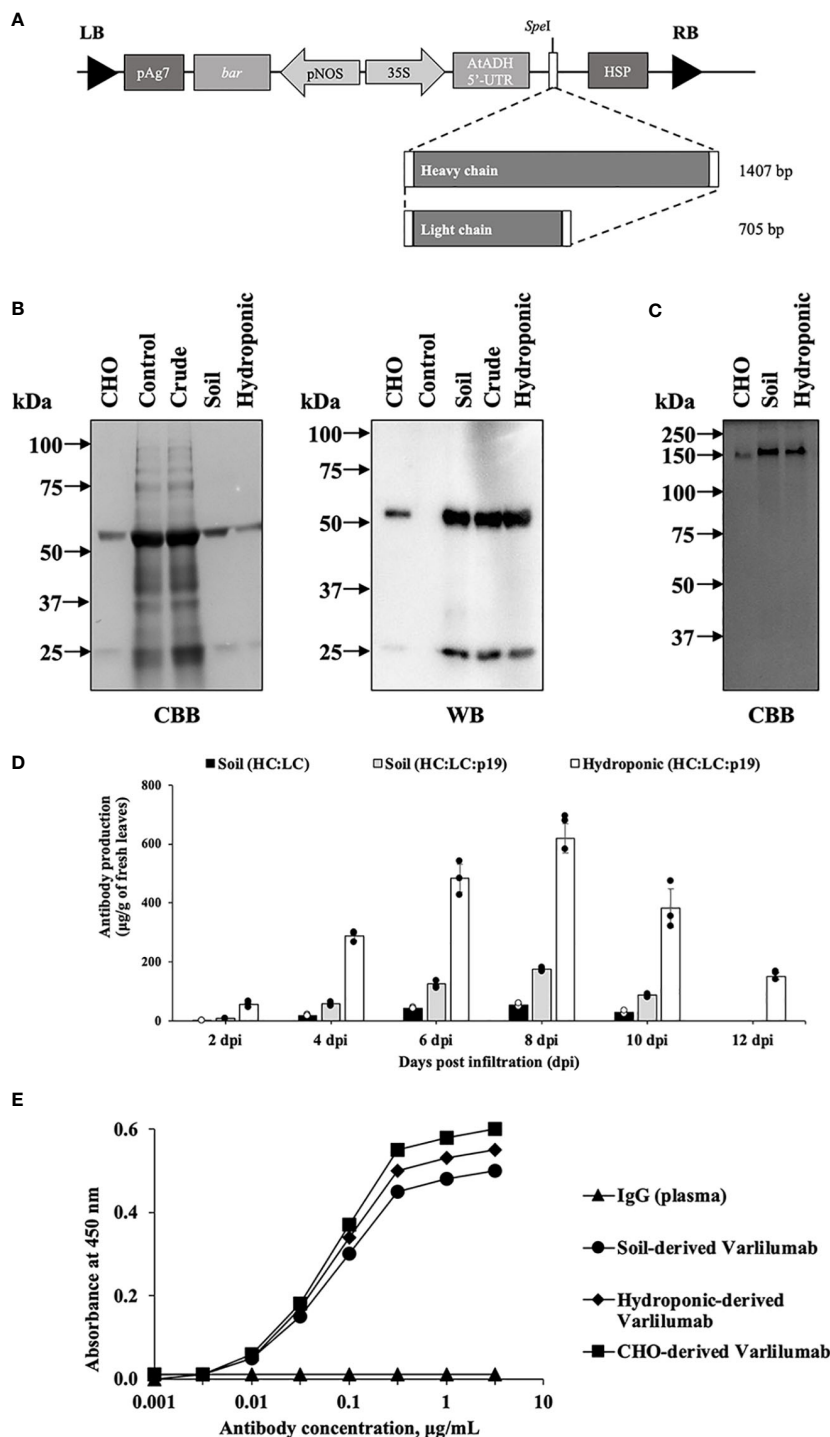 A
LB
SpeI
RB
pAg7
bar
pNOS
35S
AtADH
5'-UTR
HSP
Heavy chain
1407 bp
Light chain
705 bp
B
kDa
CHO
Control
Crude
Soil
Hydroponic
100
75
50
37
25
CBB
kDa
CHO
Control
Soil
Crude
Hydroponic
100
75
50
37
25
WB
C
kDa
CHO
Soil
Hydroponic
250
150
100
75
50
37
CBB
D
Soil (HC:LC)
Soil (HC:LC:p19)
Hydroponic (HC:LC:p19)
Antibody production
(µg/g of fresh leaves)
800
600
400
200
0
2 dpi
4 dpi
6 dpi
8 dpi
10 dpi
12 dpi
Days post infiltration (dpi)
E
Absorbance at 450 nm
0.6
0.4
0.2
0.0
0.001
0.01
0.1
1
10
Antibody concentration, µg/mL
IgG (plasma)
Soil-derived Varlilumab
Hydroponic-derived
Varlilumab
CHO-derived Varlilumab